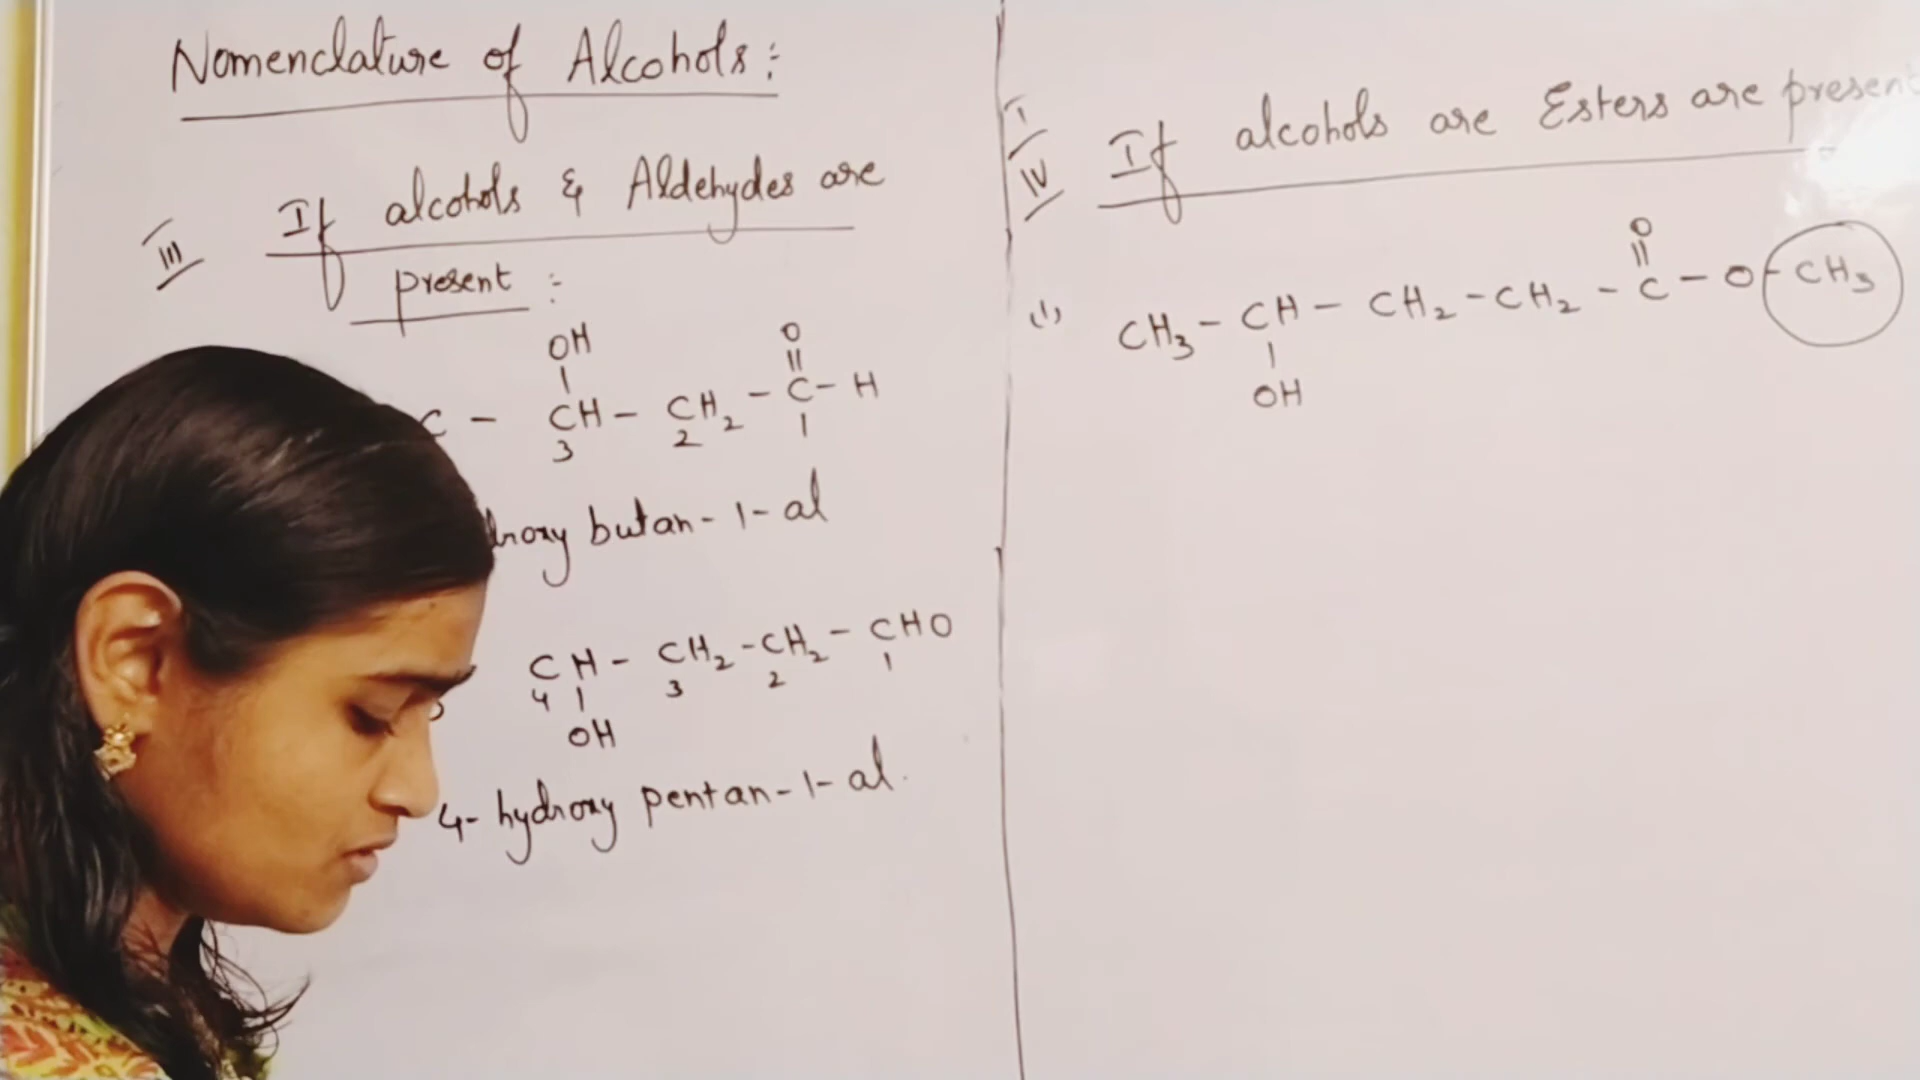 Nomenclature of Alcohols :
III If alcohols & Aldehydes are
present :-
OH O
| ||
C - CH - CH2 - C - H
3 2 1
butan-1-al
CH - CH2 - CH2 - CHO
4 | 3 2 1
OH
4- hydroxy pentan-1-al.
IV If alcohols are Esters are present
O
||
(1) CH3 - CH - CH2 - CH2 - C - O - CH3
|
OH